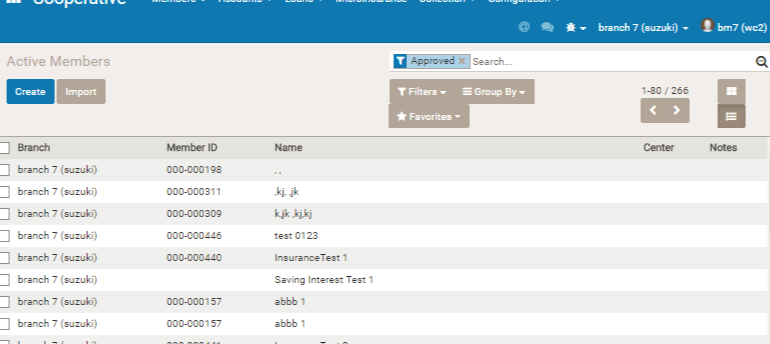 Cooperative Members Accounts Loans Microinsurance Collection Configuration
branch 7 (suzuki) bm7 (wc2)
Active Members
Approved Search...
Create Import
Filters Group By 1-80 / 266
Favorites
Branch Member ID Name Center Notes
branch 7 (suzuki) 000-000198 , .
branch 7 (suzuki) 000-000311 ,kj, ,jk
branch 7 (suzuki) 000-000309 k,jk ,kj,kj
branch 7 (suzuki) 000-000446 test 0123
branch 7 (suzuki) 000-000440 InsuranceTest 1
branch 7 (suzuki) Saving Interest Test 1
branch 7 (suzuki) 000-000157 abbb 1
branch 7 (suzuki) 000-000157 abbb 1
branch 7 (suzuki)